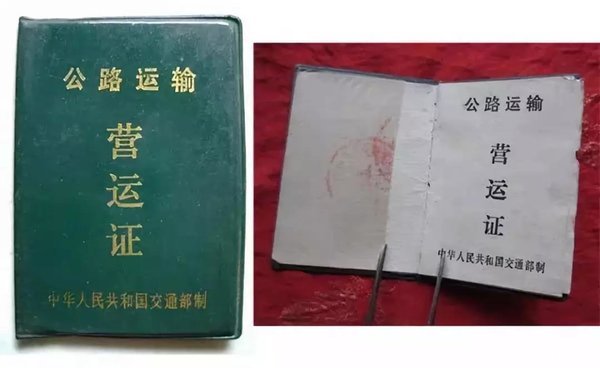 公路运输
营
运
证
中华人民共和国交通部制
公路运输
营
运
证
中华人民共和国交通部制